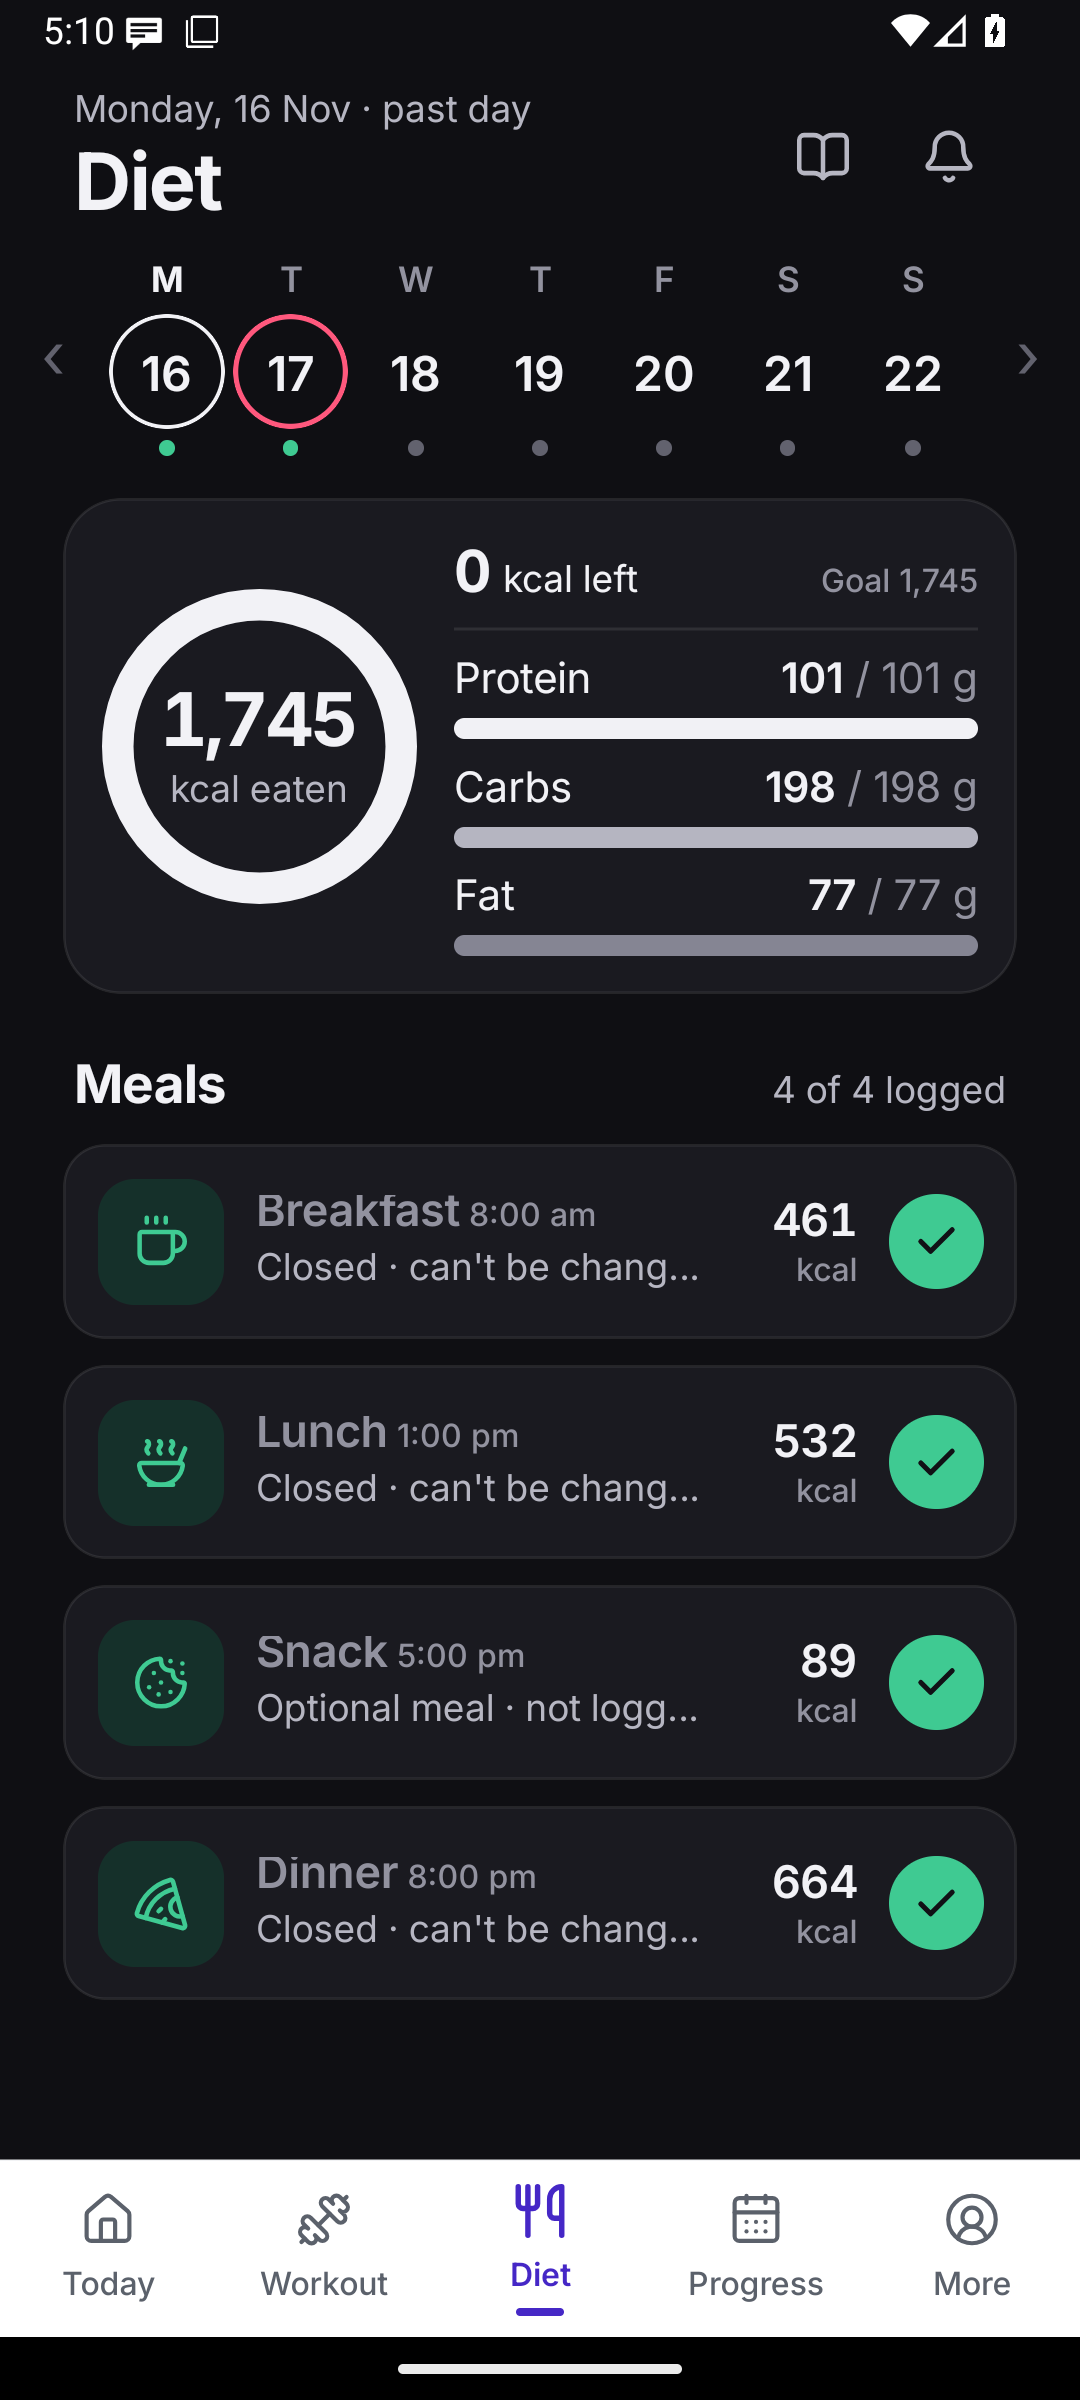 5:10
Monday, 16 Nov · past day
Diet
M T W T F S S
‹ 16 17 18 19 20 21 22 ›
0 kcal left Goal 1,745
1,745
kcal eaten
Protein 101 / 101 g
Carbs 198 / 198 g
Fat 77 / 77 g
Meals 4 of 4 logged
Breakfast 8:00 am 461
Closed · can't be chang... kcal
Lunch 1:00 pm 532
Closed · can't be chang... kcal
Snack 5:00 pm 89
Optional meal · not logg... kcal
Dinner 8:00 pm 664
Closed · can't be chang... kcal
Today Workout Diet Progress More